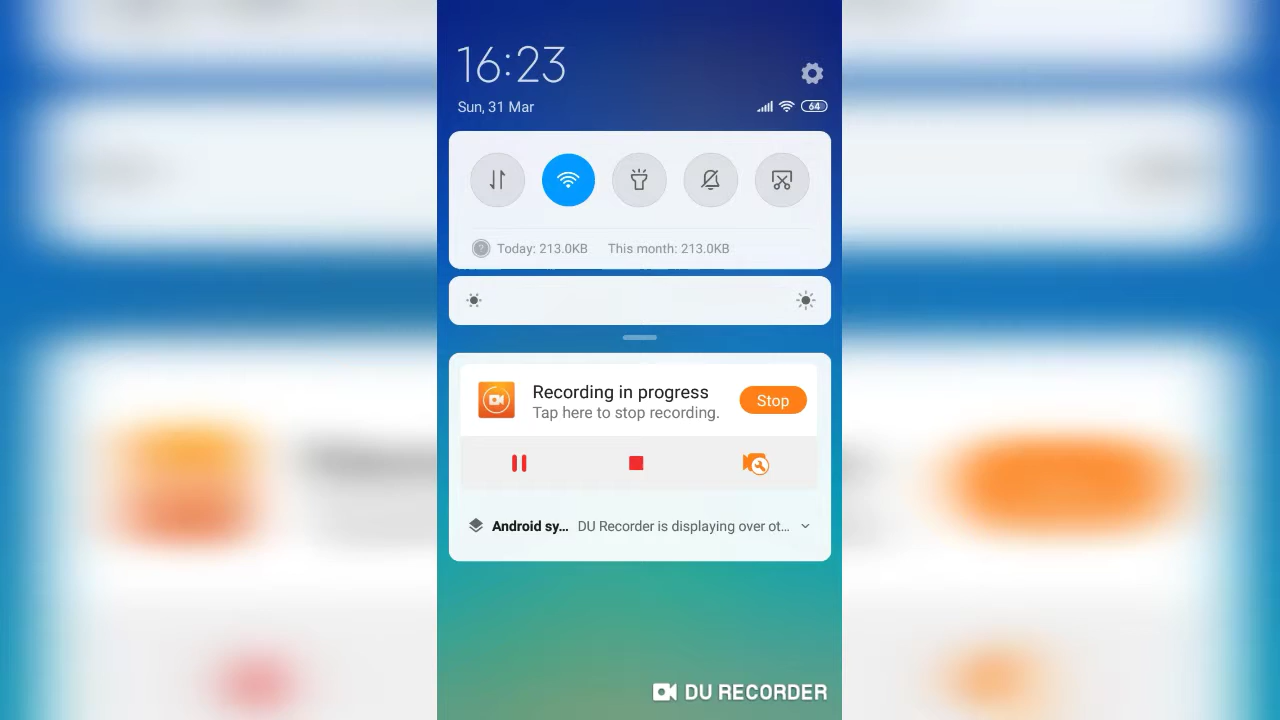 16:23
Sun, 31 Mar
64
Today: 213.0KB This month: 213.0KB
Recording in progress
Tap here to stop recording.
Stop
Android sy... DU Recorder is displaying over ot...
DU RECORDER